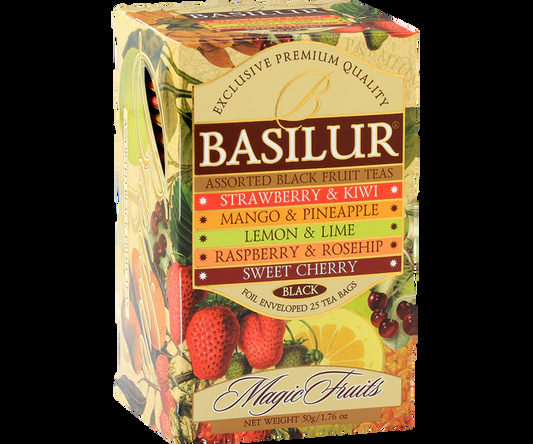 EXCLUSIVE PREMIUM QUALITY
B
BASILUR®
ASSORTED BLACK FRUIT TEAS
STRAWBERRY & KIWI
MANGO & PINEAPPLE
LEMON & LIME
RASPBERRY & ROSEHIP
SWEET CHERRY
BLACK
FOIL ENVELOPED 25 TEA BAGS
Magic Fruits
NET WEIGHT 50g/1.76 oz